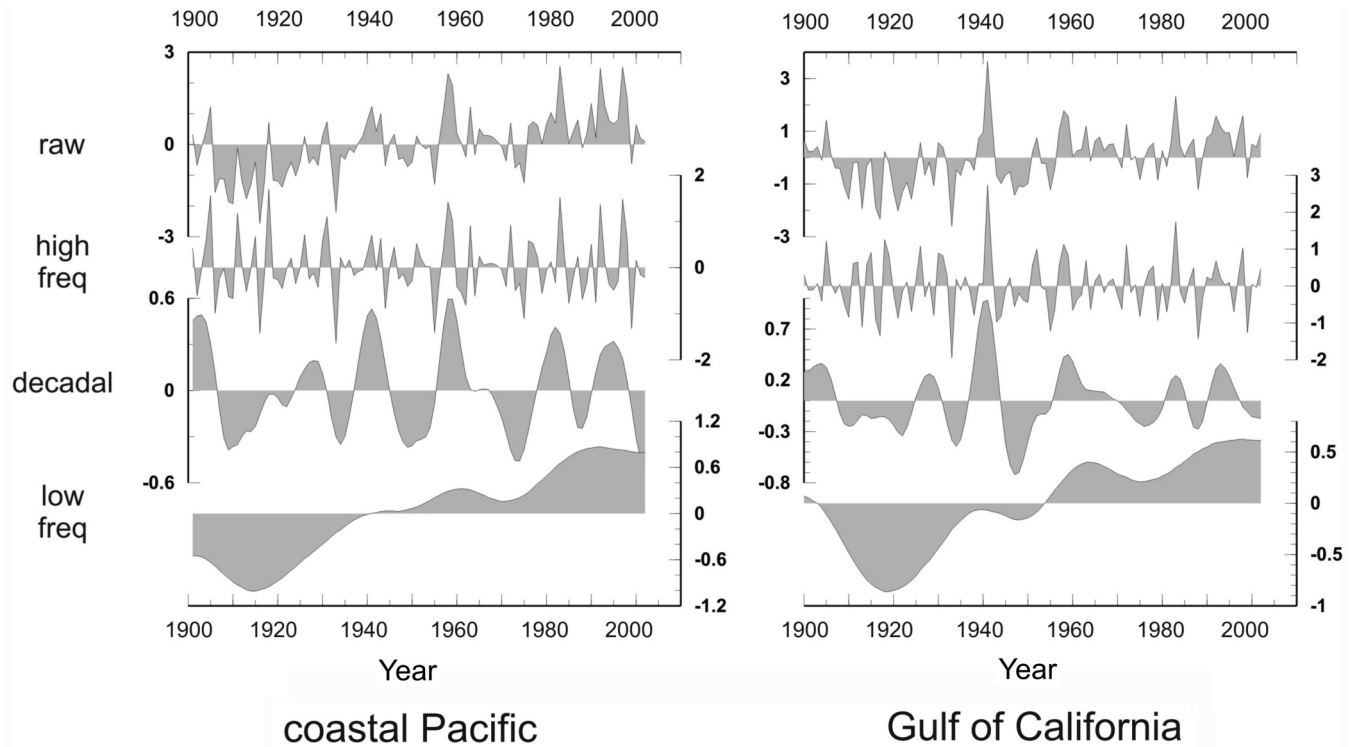 1900 1920 1940 1960 1980 2000
1900 1920 1940 1960 1980 2000
3
0
-3
raw
3
1
-1
-3
2
0
-2
high
freq
3
2
1
0
-1
-2
0.6
0
-0.6
decadal
0.7
0.2
-0.3
-0.8
1.2
0.6
0
-0.6
-1.2
low
freq
0.5
0
-0.5
-1
1900 1920 1940 1960 1980 2000
1900 1920 1940 1960 1980 2000
Year
Year
coastal Pacific
Gulf of California